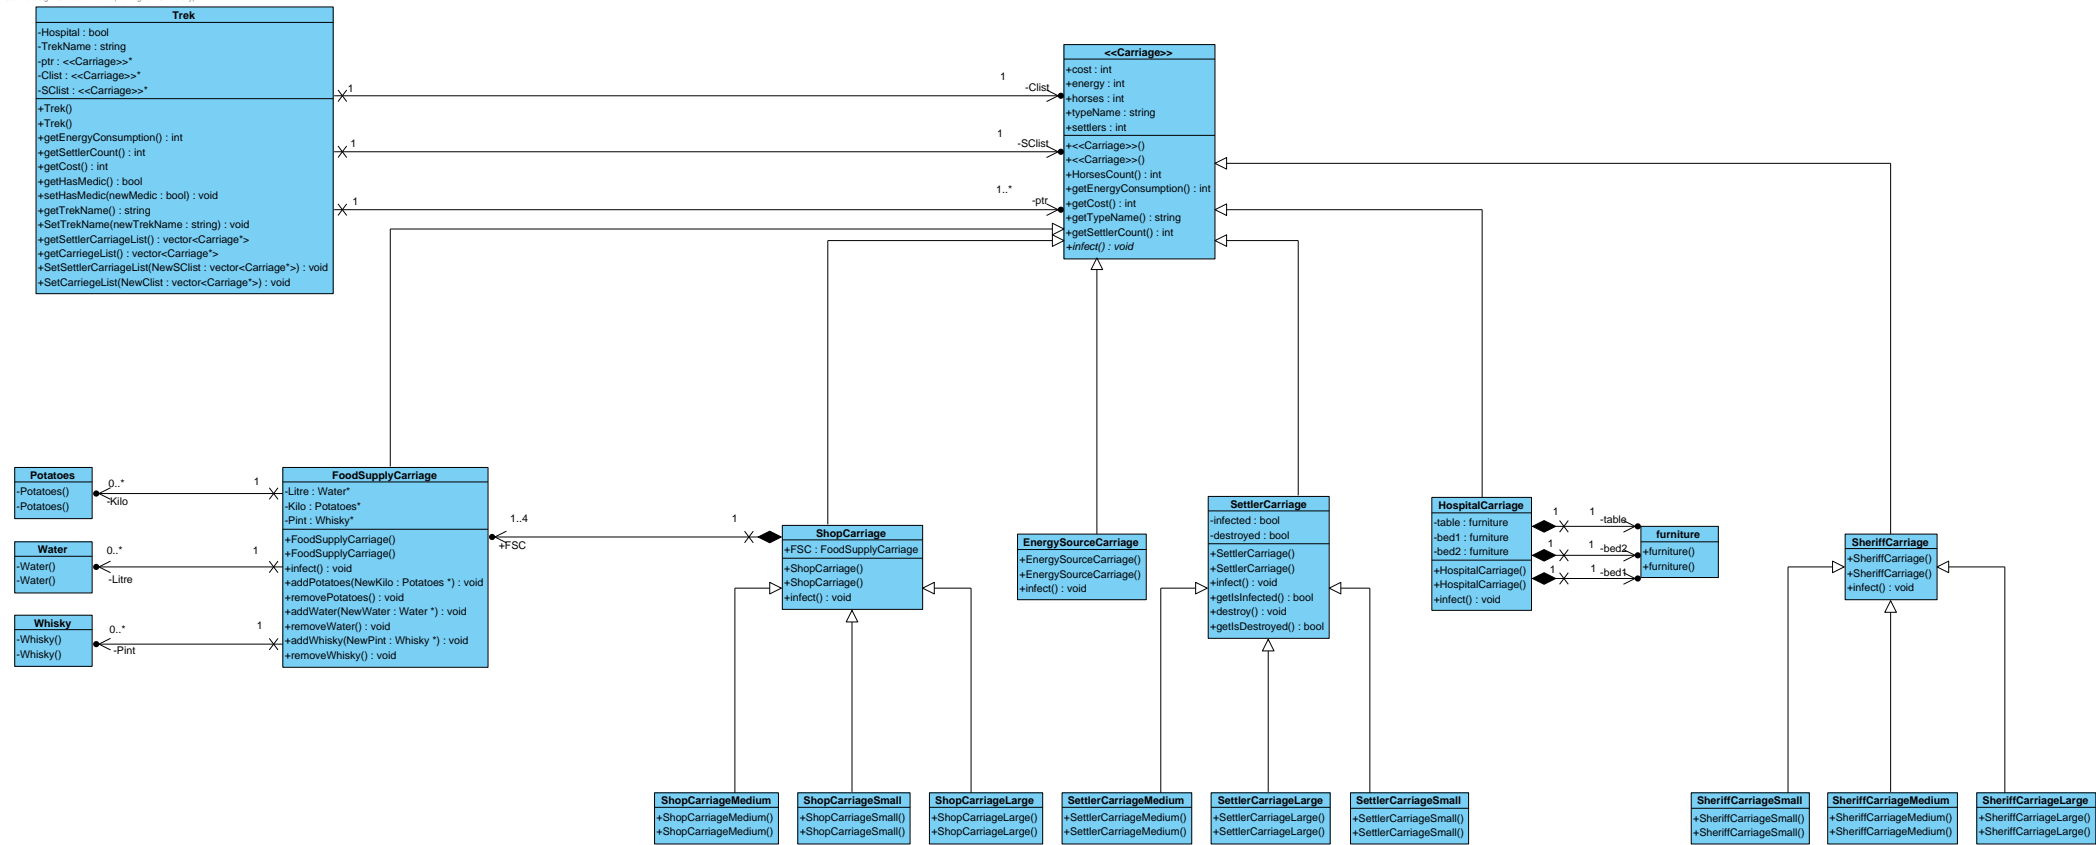 Trek
-Hospital : bool
-TrekName : string
-ptr : <<Carriage>>*
-Clist : <<Carriage>>*
-SClist : <<Carriage>>*
+Trek()
+Trek()
+getEnergyConsumption() : int
+getSettlerCount() : int
+getCost() : int
+getHasMedic() : bool
+setHasMedic(newMedic : bool) : void
+getTrekName() : string
+SetTrekName(newTrekName : string) : void
+getSettlerCarriageList() : vector<Carriage*>
+getCarriegeList() : vector<Carriage*>
+SetSettlerCarriageList(NewSClist : vector<Carriage*>) : void
+SetCarriegeList(NewClist : vector<Carriage*>) : void
1
1
-Clist
1
1
-SClist
1
1..*
-ptr
<<Carriage>>
+cost : int
+energy : int
+horses : int
+typeName : string
+settlers : int
+<<Carriage>>()
+<<Carriage>>()
+HorsesCount() : int
+getEnergyConsumption() : int
+getCost() : int
+getTypeName() : string
+getSettlerCount() : int
+infect() : void
Potatoes
-Potatoes()
-Potatoes()
0..*
-Kilo
1
Water
-Water()
-Water()
0..*
-Litre
1
Whisky
-Whisky()
-Whisky()
0..*
-Pint
1
FoodSupplyCarriage
-Litre : Water*
-Kilo : Potatoes*
-Pint : Whisky*
+FoodSupplyCarriage()
+FoodSupplyCarriage()
+infect() : void
+addPotatoes(NewKilo : Potatoes *) : void
+removePotatoes() : void
+addWater(NewWater : Water *) : void
+removeWater() : void
+addWhisky(NewPint : Whisky *) : void
+removeWhisky() : void
1..4
+FSC
1
ShopCarriage
+FSC : FoodSupplyCarriage
+ShopCarriage()
+ShopCarriage()
+infect() : void
EnergySourceCarriage
+EnergySourceCarriage()
+EnergySourceCarriage()
+infect() : void
SettlerCarriage
-infected : bool
-destroyed : bool
+SettlerCarriage()
+SettlerCarriage()
+infect() : void
+getIsInfected() : bool
+destroy() : void
+getIsDestroyed() : bool
HospitalCarriage
-table : furniture
-bed1 : furniture
-bed2 : furniture
+HospitalCarriage()
+HospitalCarriage()
+infect() : void
1
1
-table
1
1
-bed2
1
1
-bed1
furniture
+furniture()
+furniture()
SheriffCarriage
+SheriffCarriage()
+SheriffCarriage()
+infect() : void
ShopCarriageMedium
+ShopCarriageMedium()
+ShopCarriageMedium()
ShopCarriageSmall
+ShopCarriageSmall()
+ShopCarriageSmall()
ShopCarriageLarge
+ShopCarriageLarge()
+ShopCarriageLarge()
SettlerCarriageMedium
+SettlerCarriageMedium()
+SettlerCarriageMedium()
SettlerCarriageLarge
+SettlerCarriageLarge()
+SettlerCarriageLarge()
SettlerCarriageSmall
+SettlerCarriageSmall()
+SettlerCarriageSmall()
SheriffCarriageSmall
+SheriffCarriageSmall()
+SheriffCarriageSmall()
SheriffCarriageMedium
+SheriffCarriageMedium()
+SheriffCarriageMedium()
SheriffCarriageLarge
+SheriffCarriageLarge()
+SheriffCarriageLarge()